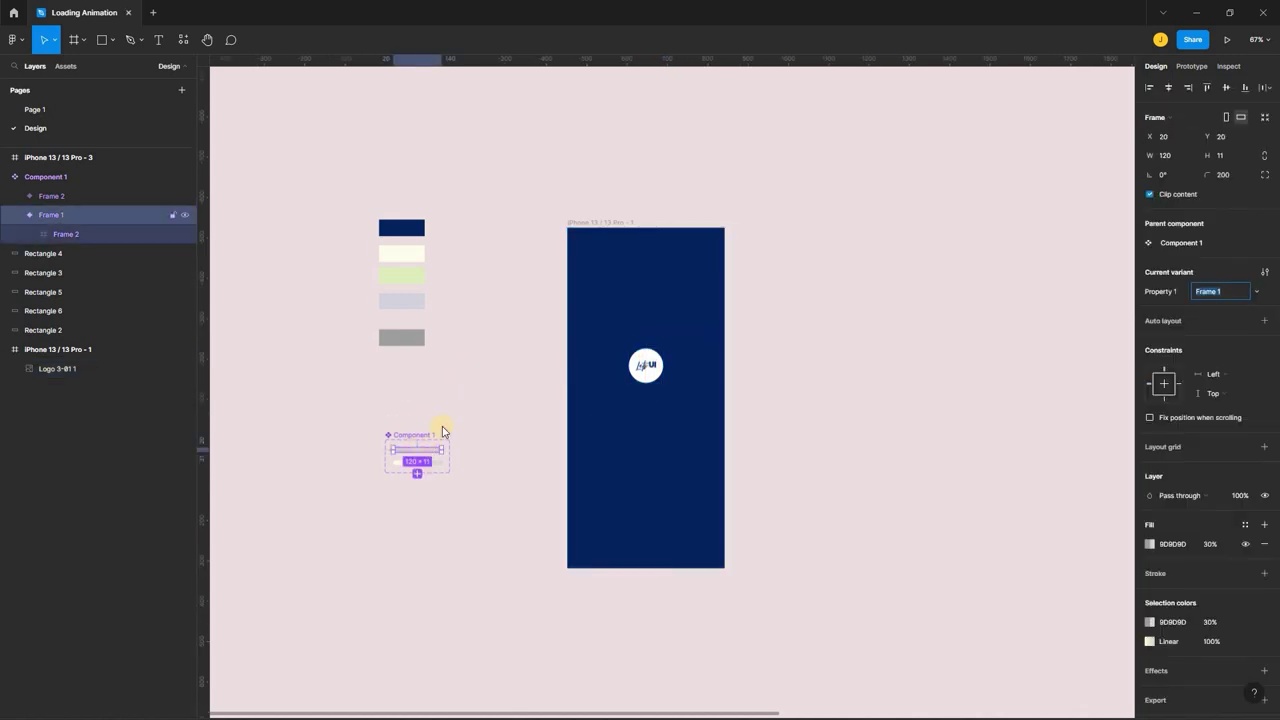 Loading Animation
Share
67%
Layers
Assets
Design
Pages
Page 1
Design
iPhone 13 / 13 Pro - 3
Component 1
Frame 2
Frame 1
Frame 2
Rectangle 4
Rectangle 3
Rectangle 5
Rectangle 6
Rectangle 2
iPhone 13 / 13 Pro - 1
Logo 3-01 1
20
140
iPhone 13 / 13 Pro - 1
UI
Component 1
120 × 11
Design
Prototype
Inspect
Frame
X 20
Y 20
W 120
H 11
0°
200
Clip content
Parent component
Component 1
Current variant
Property 1
Frame 1
Auto layout
Constraints
Left
Top
Fix position when scrolling
Layout grid
Layer
Pass through
100%
Fill
9D9D9D
30%
Stroke
Selection colors
9D9D9D
30%
Linear
100%
Effects
Export
?